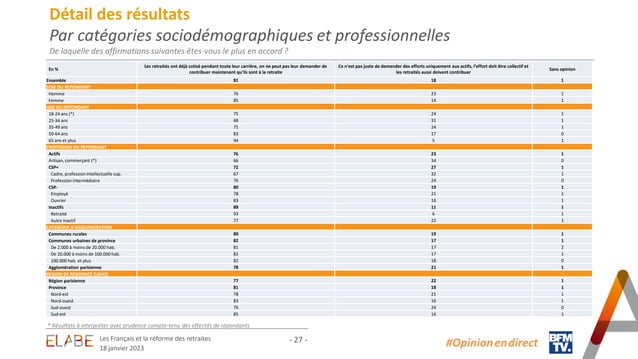 Détail des résultats
Par catégories sociodémographiques et professionnelles
De laquelle des affirmations suivantes êtes-vous le plus en accord ?
En % Les retraités ont déjà cotisé pendant toute leur carrière, on ne peut pas leur demander de contribuer maintenant qu'ils sont à la retraite Ce n'est pas juste de demander des efforts uniquement aux actifs, l'effort doit être collectif et les retraités aussi doivent contribuer Sans opinion
Ensemble 81 18 1
SEXE DU REPONDANT
Homme 76 23 1
Femme 85 14 1
AGE DU REPONDANT
18-24 ans (*) 75 24 1
25-34 ans 68 31 1
35-49 ans 75 24 1
50-64 ans 83 17 0
65 ans et plus 94 5 1
PROFESSION DU REPONDANT
Actifs 76 23 1
Artisan, commerçant (*) 66 34 0
CSP+ 72 27 1
Cadre, profession intellectuelle sup. 67 32 1
Profession intermédiaire 76 24 0
CSP- 80 19 1
Employé 78 21 1
Ouvrier 83 16 1
Inactifs 88 11 1
Retraité 93 6 1
Autre inactif 77 22 1
CATEGORIE D'AGGLOMERATION
Communes rurales 80 19 1
Communes urbaines de province 82 17 1
De 2.000 à moins de 20.000 hab. 81 17 2
De 20.000 à moins de 100.000 hab. 82 17 1
100.000 hab. et plus 82 18 0
Agglomération parisienne 78 21 1
REGION DE RESIDENCE (UDA5)
Région parisienne 77 22 1
Province 81 18 1
Nord-est 78 21 1
Nord-ouest 83 16 1
Sud-ouest 76 24 0
Sud-est 85 14 1
* Résultats à interpréter avec prudence compte-tenu des effectifs de répondants
ELABE
Les Français et la réforme des retraites
18 janvier 2023
- 27 -
#Opinion en direct
BFM
TV.